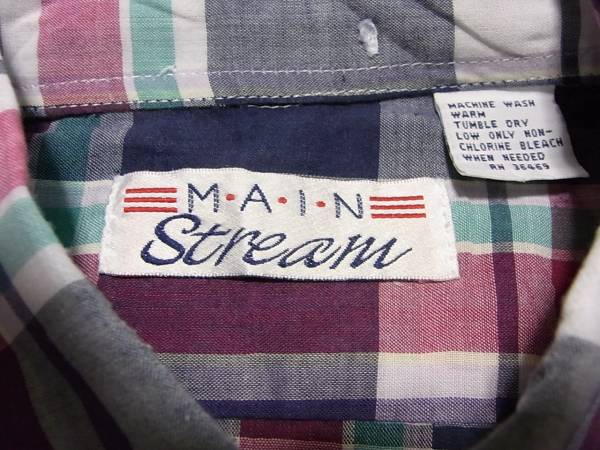 M·A·I·N
Stream
MACHINE WASH
WARM
TUMBLE DRY
LOW ONLY NON-
CHLORINE BLEACH
WHEN NEEDED
RN 36469